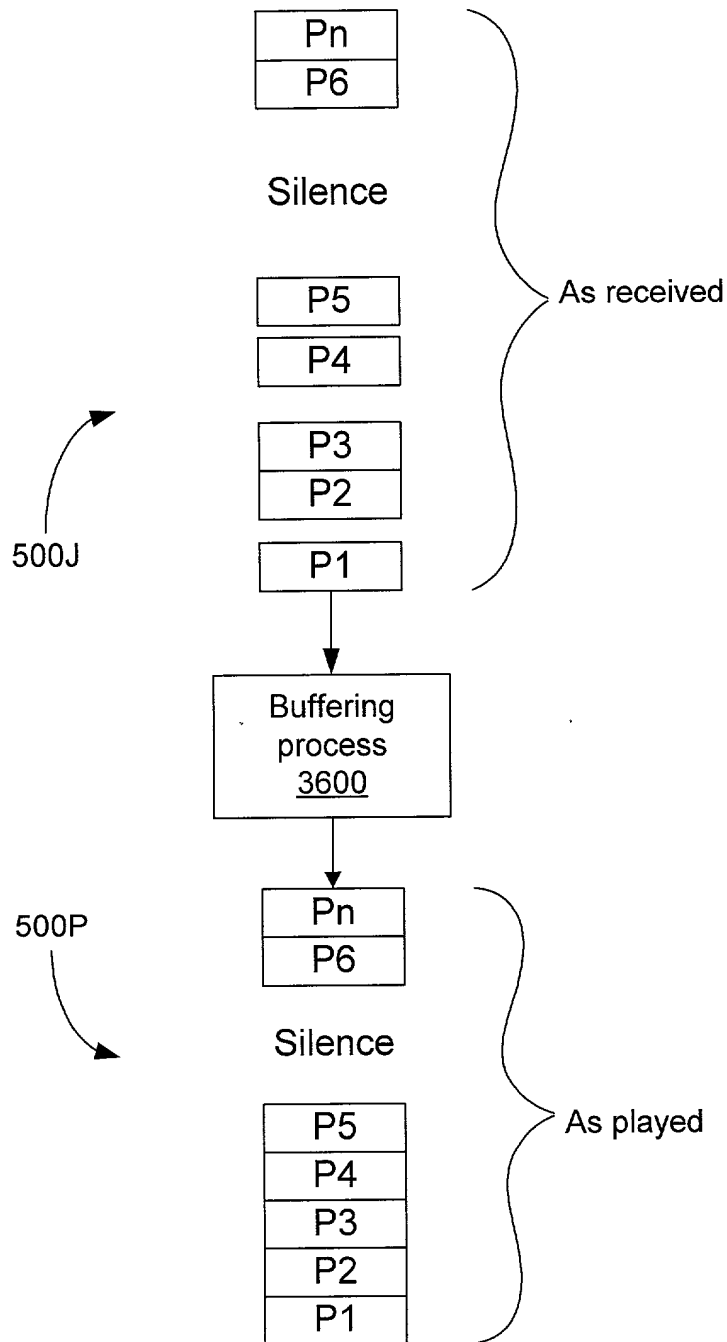 Pn
P6
Silence
P5
As received
P4
P3
P2
500J
P1
Buffering
process
3600
Pn
500P
P6
Silence
P5
As played
P4
P3
P2
P1